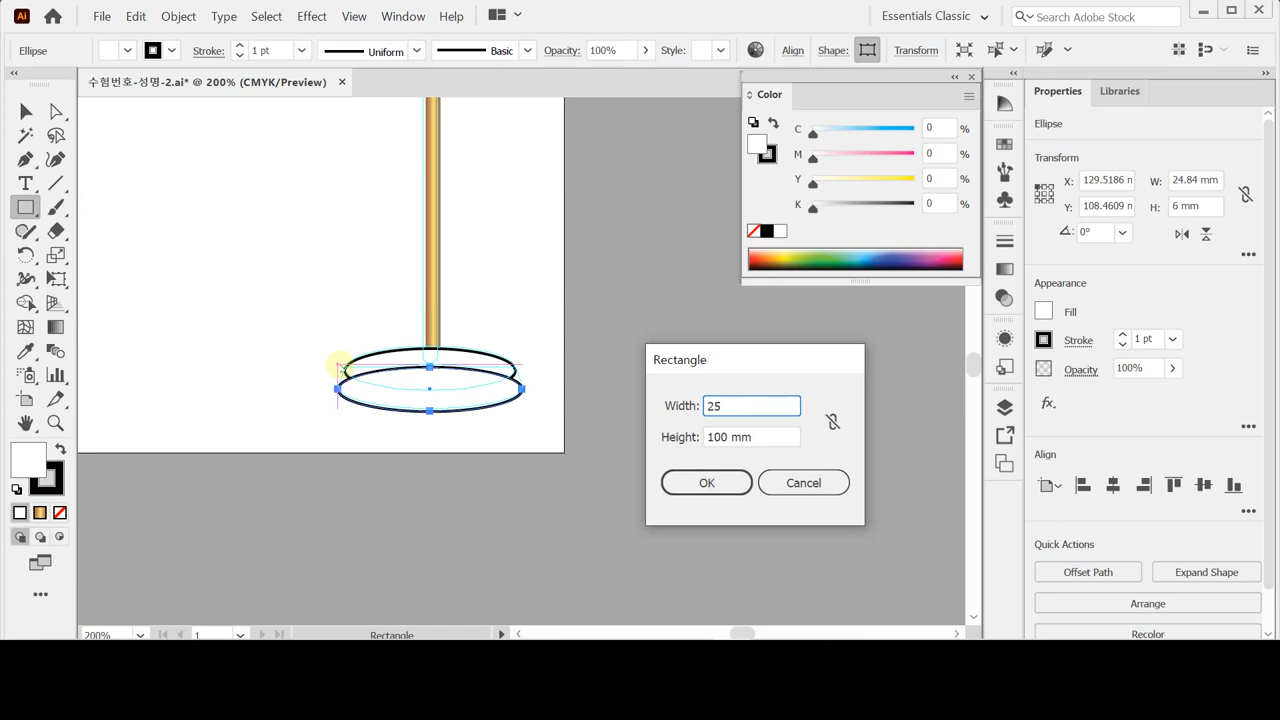 Ai File Edit Object Type Select Effect View Window Help Essentials Classic Search Adobe Stock
Ellipse Stroke: 1 pt Uniform Basic Opacity: 100% Style: Align Shape: Transform
수험번호-성명-2.ai* @ 200% (CMYK/Preview)
Color
C 0 %
M 0 %
Y 0 %
K 0 %
Properties Libraries
Ellipse
Transform
X: 129.5186 W: 24.84 mm
Y: 108.4609 H: 6 mm
0°
Appearance
Fill
Stroke 1 pt
Opacity 100%
fx
Align
Quick Actions
Offset Path Expand Shape
Arrange
Recolor
Rectangle
Width: 25
Height: 100 mm
OK Cancel
200% 1 Rectangle